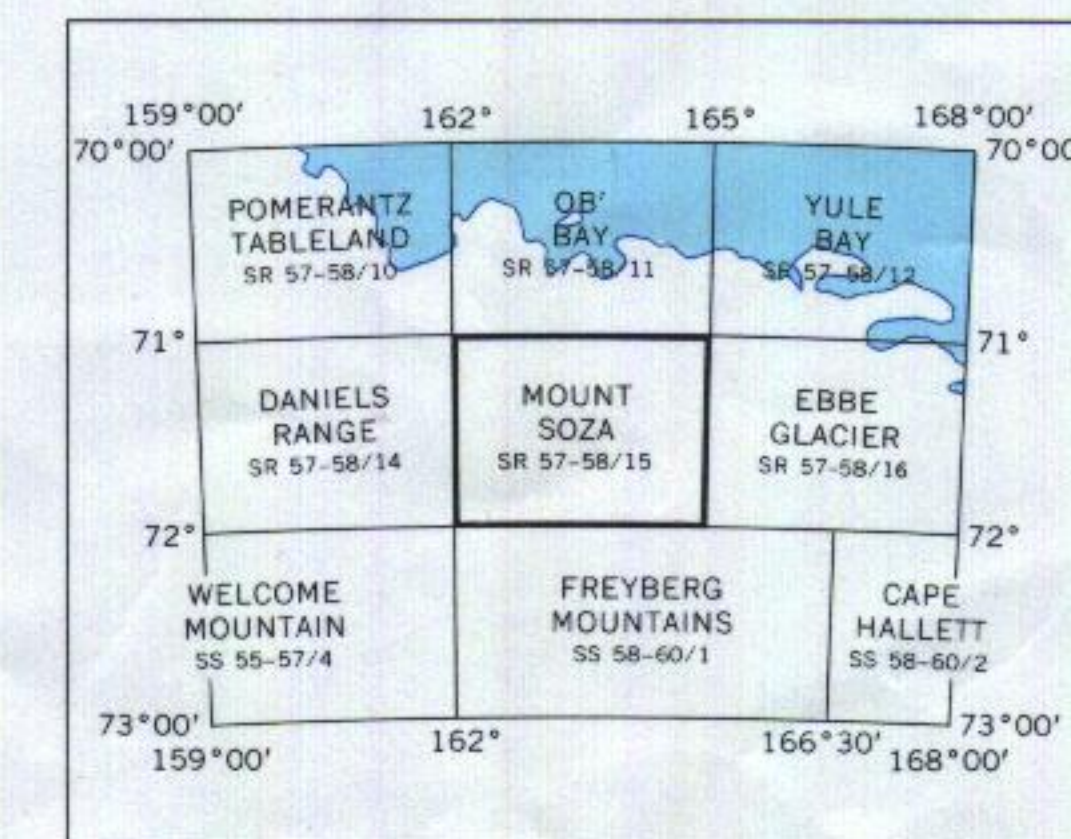 159°00′ 162° 165° 168°00′
70°00′ 70°00
POMERANTZ
TABLELAND
SR 57-58/10
OB′
BAY
SR 57-58/11
YULE
BAY
SR 57-58/12
71° 71°
DANIELS
RANGE
SR 57-58/14
MOUNT
SOZA
SR 57-58/15
EBBE
GLACIER
SR 57-58/16
72° 72°
WELCOME
MOUNTAIN
SS 55-57/4
FREYBERG
MOUNTAINS
SS 58-60/1
CAPE
HALLETT
SS 58-60/2
73°00′ 73°00′
159°00′ 162° 166°30′ 168°00′